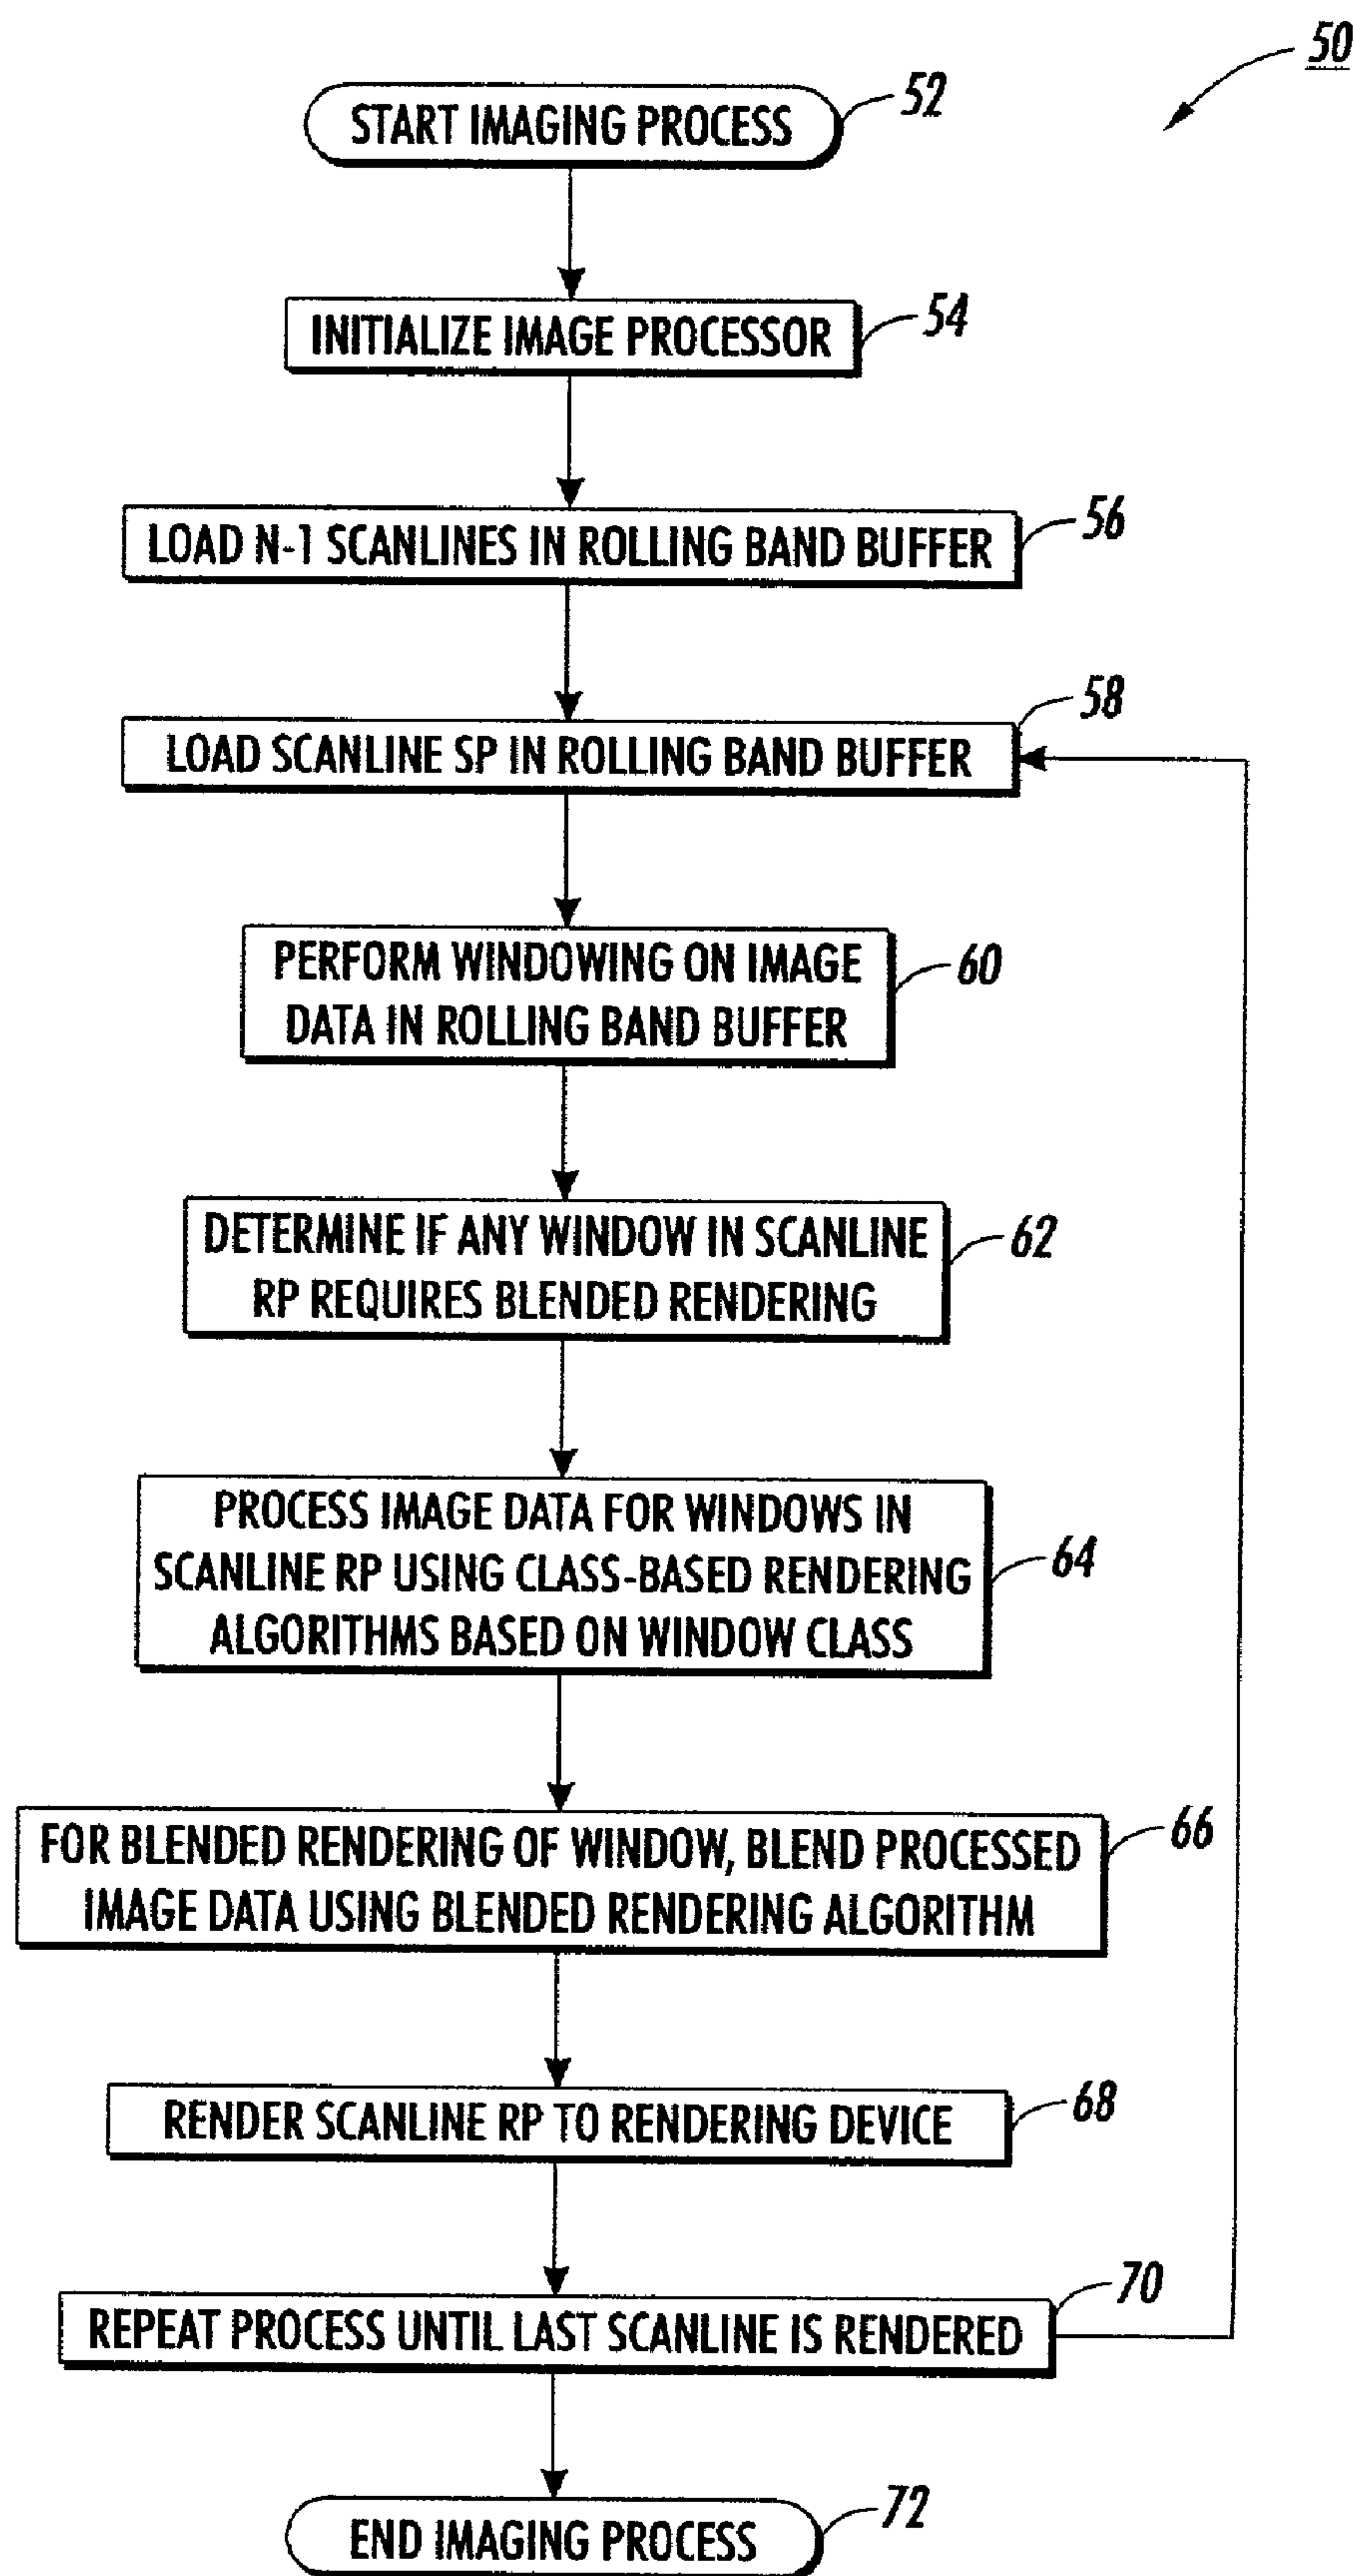 50
START IMAGING PROCESS
52
INITIALIZE IMAGE PROCESSOR
54
LOAD N-1 SCANLINES IN ROLLING BAND BUFFER
56
LOAD SCANLINE SP IN ROLLING BAND BUFFER
58
PERFORM WINDOWING ON IMAGE
DATA IN ROLLING BAND BUFFER
60
DETERMINE IF ANY WINDOW IN SCANLINE
RP REQUIRES BLENDED RENDERING
62
PROCESS IMAGE DATA FOR WINDOWS IN
SCANLINE RP USING CLASS-BASED RENDERING
ALGORITHMS BASED ON WINDOW CLASS
64
FOR BLENDED RENDERING OF WINDOW, BLEND PROCESSED
IMAGE DATA USING BLENDED RENDERING ALGORITHM
66
RENDER SCANLINE RP TO RENDERING DEVICE
68
REPEAT PROCESS UNTIL LAST SCANLINE IS RENDERED
70
END IMAGING PROCESS
72